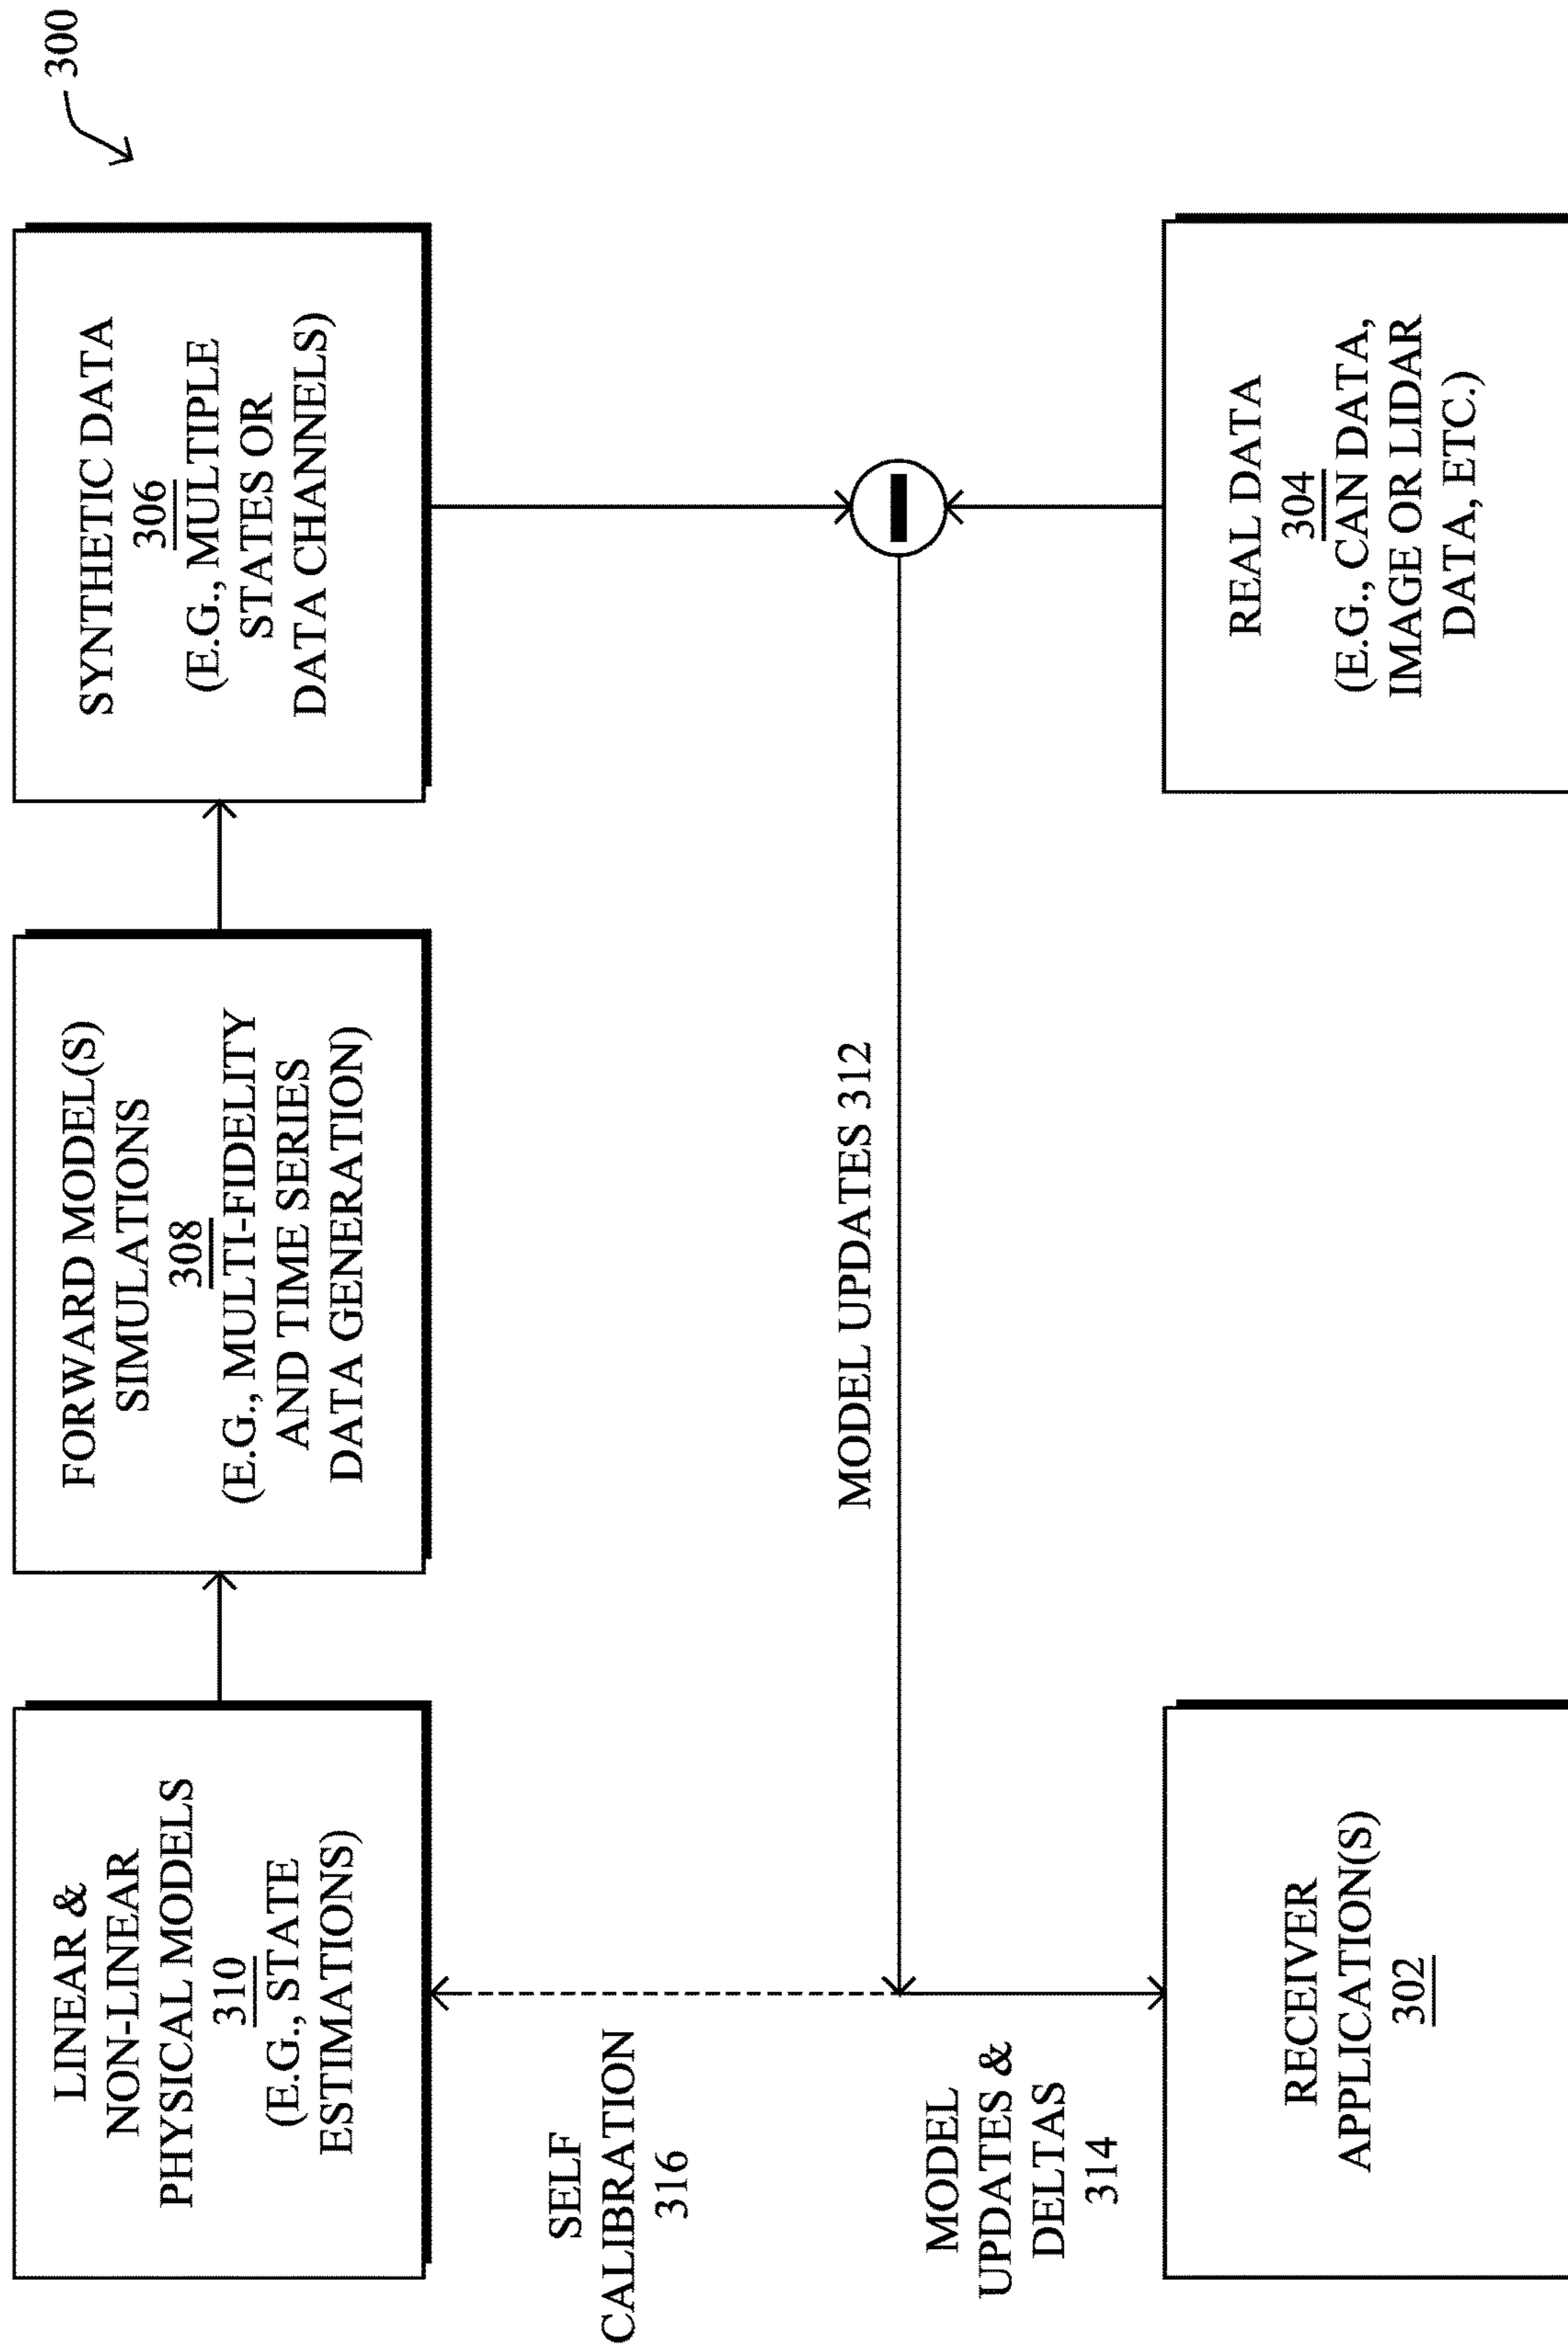 300
LINEAR &
NON-LINEAR
PHYSICAL MODELS
310
(E.G., STATE
ESTIMATIONS)
FORWARD MODEL(S)
SIMULATIONS
308
(E.G., MULTI-FIDELITY
AND TIME SERIES
DATA GENERATION)
SYNTHETIC DATA
306
(E.G., MULTIPLE
STATES OR
DATA CHANNELS)
SELF
CALIBRATION
316
MODEL UPDATES 312
MODEL
UPDATES &
DELTAS
314
RECEIVER
APPLICATION(S)
302
REAL DATA
304
(E.G., CAN DATA,
IMAGE OR LIDAR
DATA, ETC.)